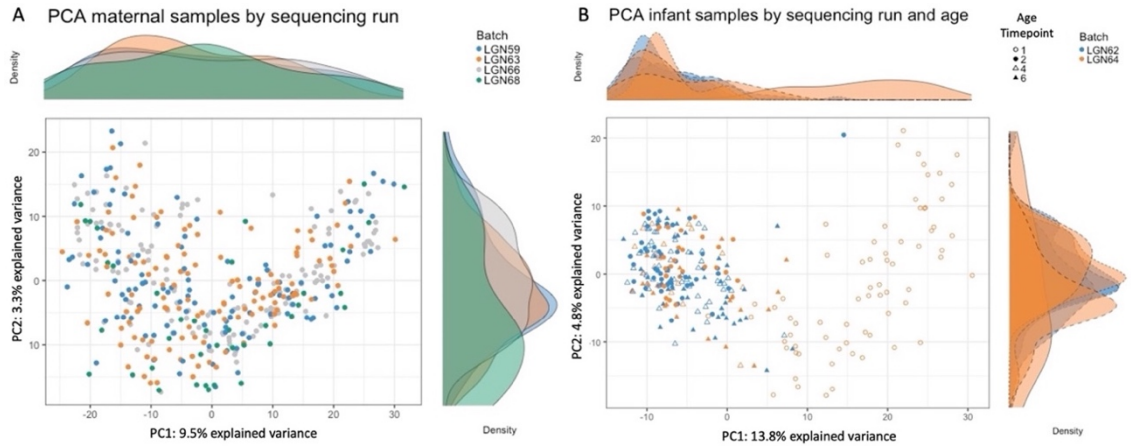 A
PCA maternal samples by sequencing run
Density
Batch
LGN59
LGN63
LGN66
LGN68
20
10
0
10
PC2: 3.3% explained variance
-20
-10
0
10
20
30
PC1: 9.5% explained variance
Density
B
PCA infant samples by sequencing run and age
Density
Age
Timepoint
1
2
4
6
Batch
LGN62
LGN64
20
10
0
-10
PC2: 4.8% explained variance
-10
0
10
20
30
PC1: 13.8% explained variance
Density